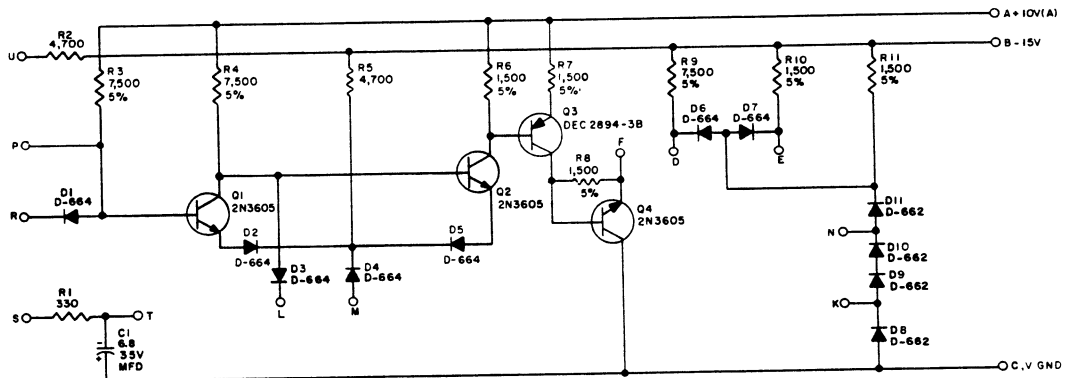 A+10V(A)
B-15V
U
R2
4,700
R3
7,500
5%
R4
7,500
5%
R5
4,700
R6
1,500
5%
R7
1,500
5%
R9
7,500
5%
R10
1,500
5%
R11
1,500
5%
D6
D-664
D7
D-664
Q3
DEC 2894-3B
P
F
D
E
R8
1,500
5%
D1
D-664
R
Q1
2N3605
Q2
2N3605
Q4
2N3605
D11
D-662
N
D2
D-664
D5
D-664
D10
D-662
D3
D-664
D4
D-664
D9
D-662
L
M
K
R1
330
S
T
D8
D-662
C1
6.8
35V
MFD
-
+
C,V GND